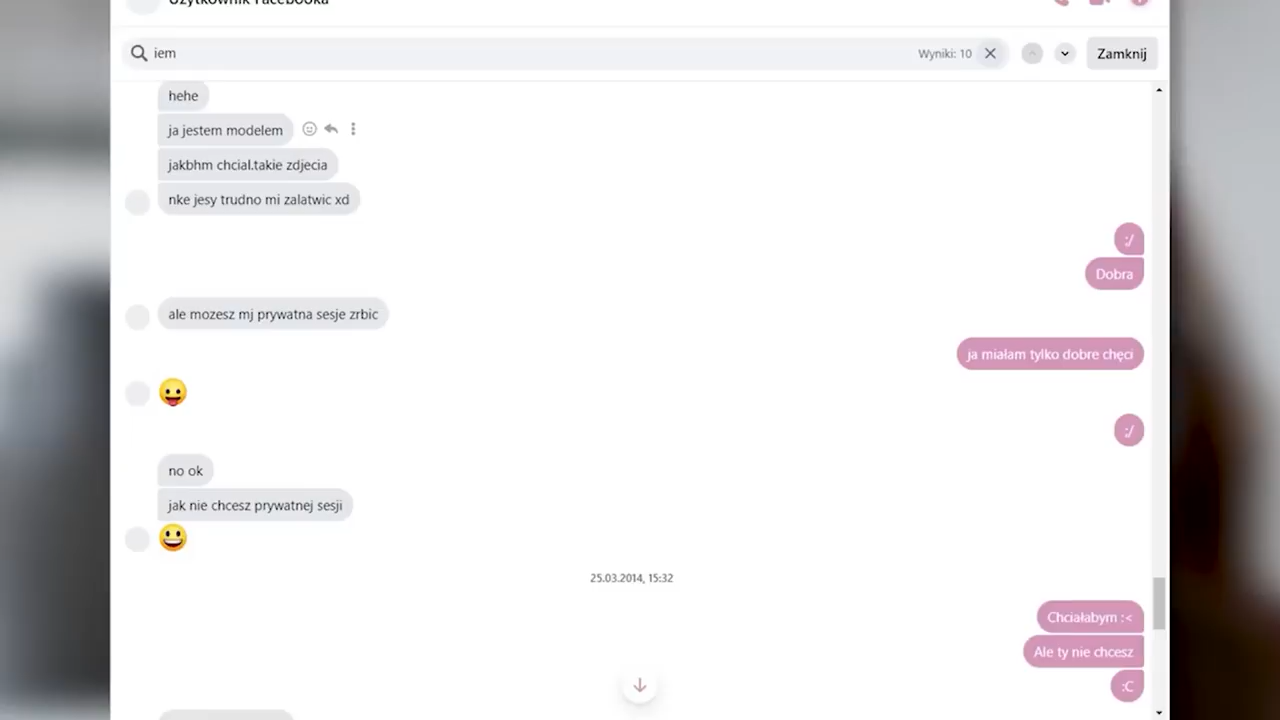 Użytkownik Facebooka
iem
Wyniki: 10
Zamknij
hehe
ja jestem modelem
jakbhm chcial.takie zdjecia
nke jesy trudno mi zalatwic xd
:/
Dobra
ale mozesz mj prywatna sesje zrbic
ja miałam tylko dobre chęci
:/
no ok
jak nie chcesz prywatnej sesji
25.03.2014, 15:32
Chciałabym :<
Ale ty nie chcesz
:C